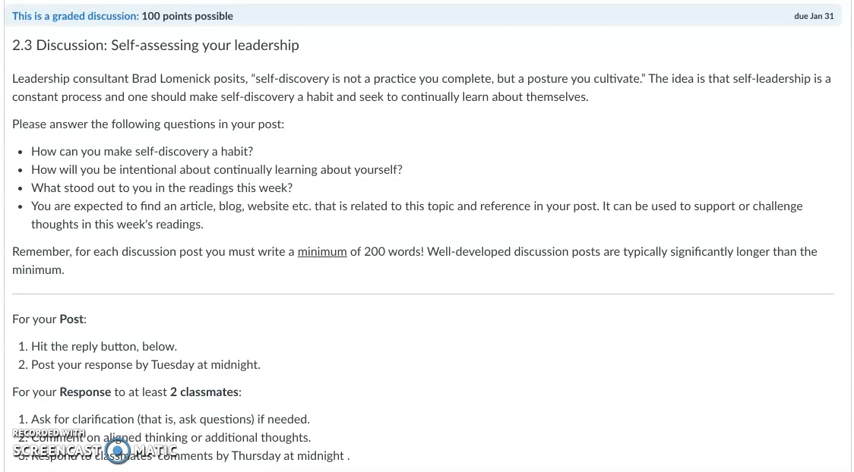 This is a graded discussion: 100 points possible
due Jan 31
2.3 Discussion: Self-assessing your leadership
Leadership consultant Brad Lomenick posits, “self-discovery is not a practice you complete, but a posture you cultivate.” The idea is that self-leadership is a
constant process and one should make self-discovery a habit and seek to continually learn about themselves.
Please answer the following questions in your post:
• How can you make self-discovery a habit?
• How will you be intentional about continually learning about yourself?
• What stood out to you in the readings this week?
• You are expected to find an article, blog, website etc. that is related to this topic and reference in your post. It can be used to support or challenge
thoughts in this week's readings.
Remember, for each discussion post you must write a minimum of 200 words! Well-developed discussion posts are typically significantly longer than the
minimum.
For your Post:
1. Hit the reply button, below.
2. Post your response by Tuesday at midnight.
For your Response to at least 2 classmates:
1. Ask for clarification (that is, ask questions) if needed.
RECORDED WITH
2. Comment on aligned thinking or additional thoughts.
SCREENCAST MATIC
3. Respond to classmates' comments by Thursday at midnight .